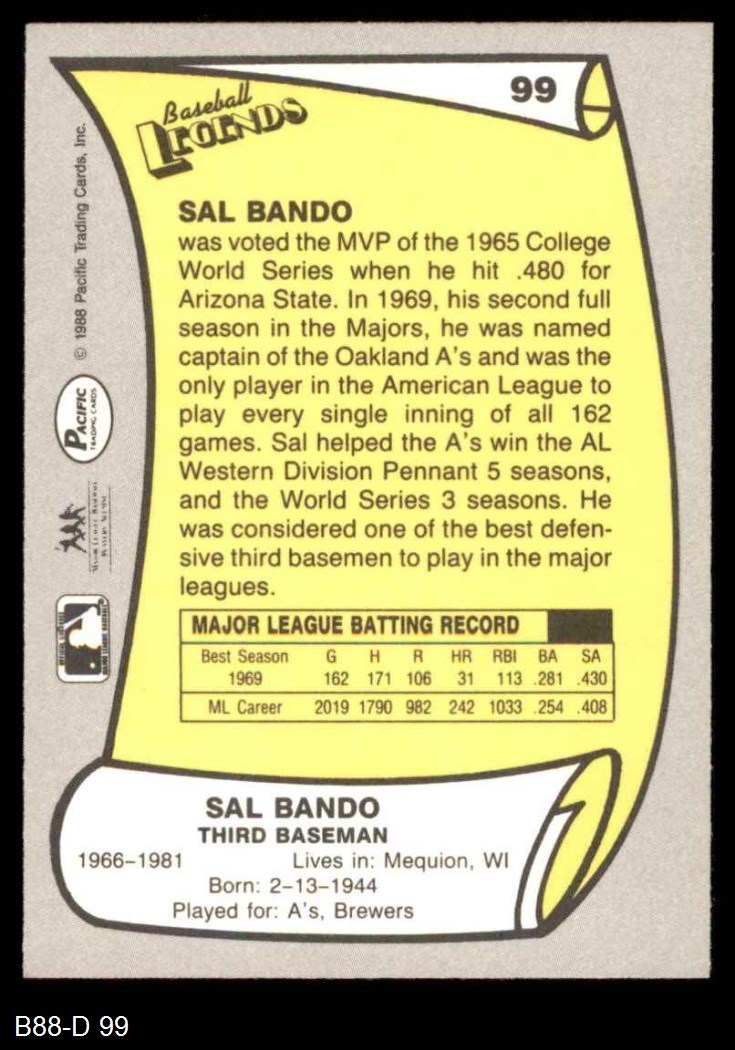 99
Baseball
LEGENDS
SAL BANDO
was voted the MVP of the 1965 College
World Series when he hit .480 for
Arizona State. In 1969, his second full
season in the Majors, he was named
captain of the Oakland A's and was the
only player in the American League to
play every single inning of all 162
games. Sal helped the A's win the AL
Western Division Pennant 5 seasons,
and the World Series 3 seasons. He
was considered one of the best defen-
sive third basemen to play in the major
leagues.
© 1988 Pacific Trading Cards, Inc.
PACIFIC
TRADING CARDS
MAJOR LEAGUE BASEBALL
MAJOR LEAGUE BATTING RECORD
Best Season G H R HR RBI BA SA
1969 162 171 106 31 113 .281 .430
ML Career 2019 1790 982 242 1033 .254 .408
SAL BANDO
THIRD BASEMAN
1966–1981 Lives in: Mequion, WI
Born: 2–13–1944
Played for: A's, Brewers
B88-D 99